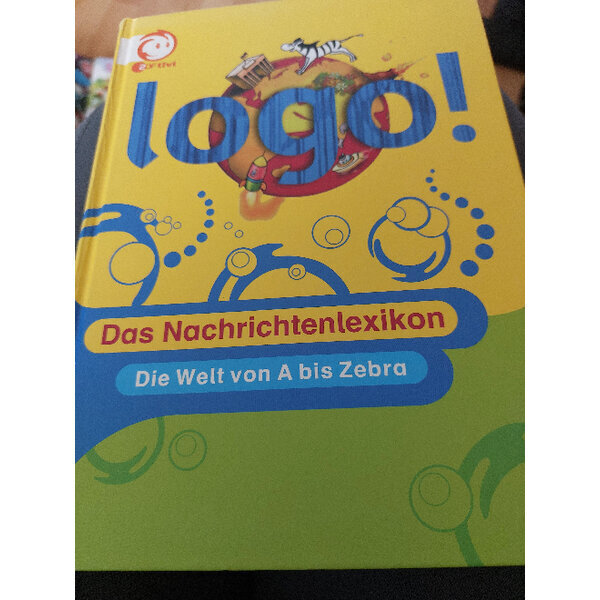 logo!
Das Nachrichtenlexikon
Die Welt von A bis Zebra